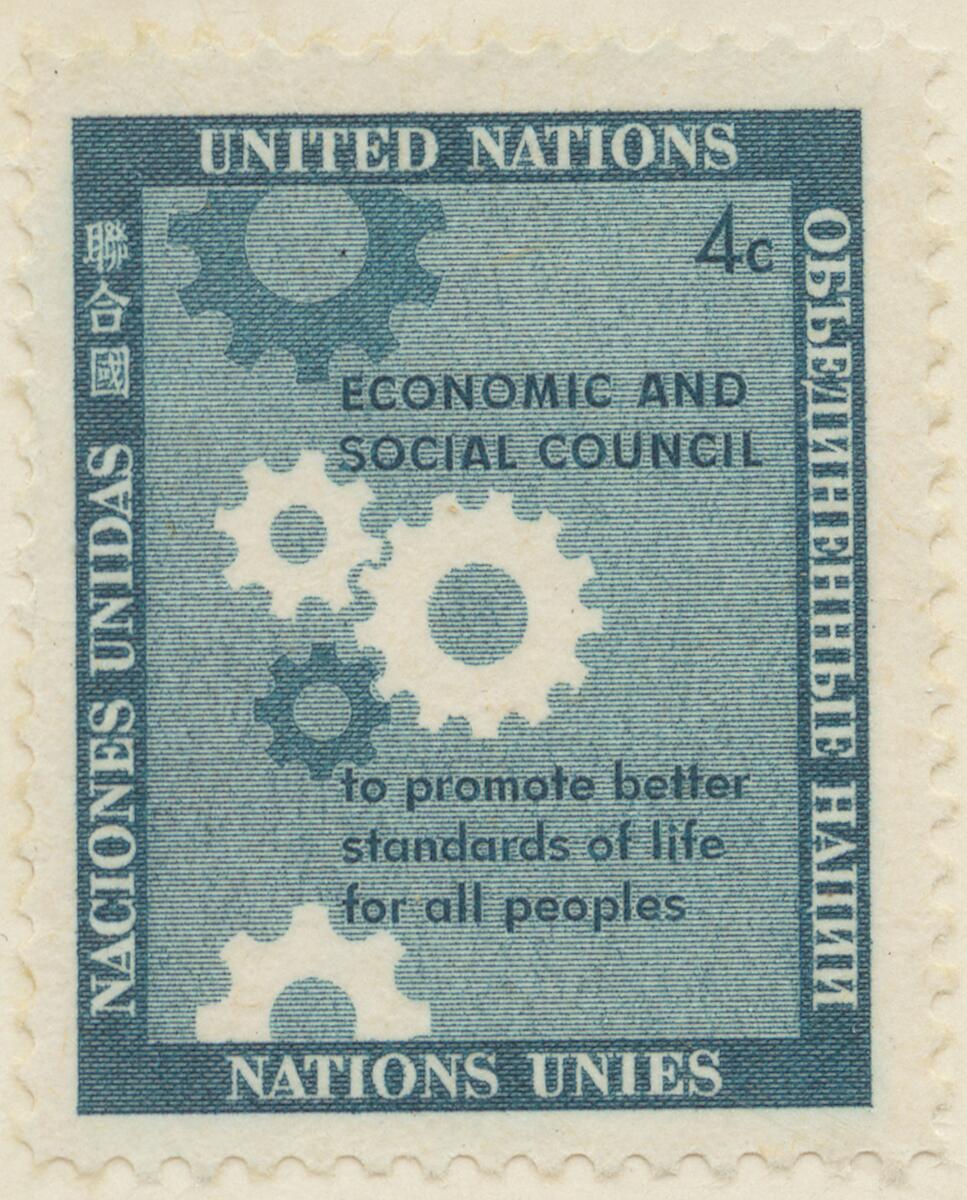 UNITED NATIONS
4c
聯合國
NACIONES UNIDAS
ОБЪЕДИНЕННЫЕ НАЦИИ
ECONOMIC AND
SOCIAL COUNCIL
to promote better
standards of life
for all peoples
NATIONS UNIES